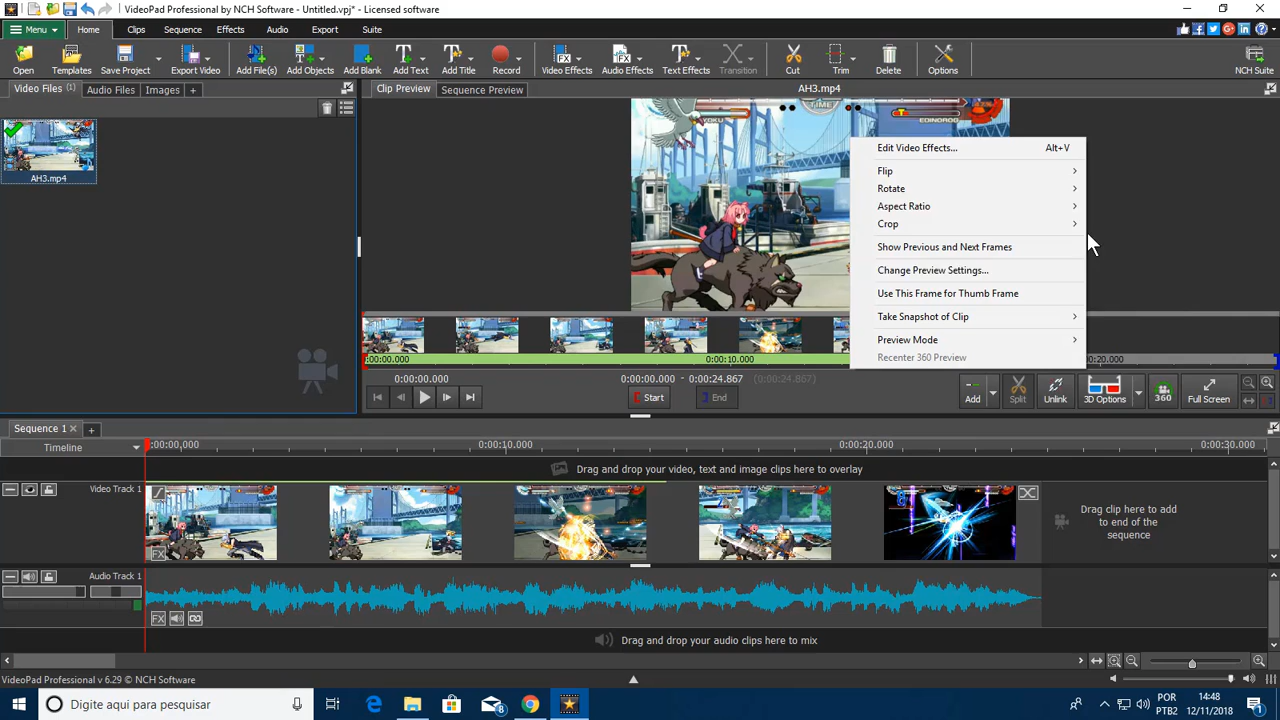 VideoPad Professional by NCH Software - Untitled.vpj* - Licensed software
Menu Home Clips Sequence Effects Audio Export Suite
Open Templates Save Project Export Video Add File(s) Add Objects Add Blank Add Text Add Title Record Video Effects Audio Effects Text Effects Transition Cut Trim Delete Options NCH Suite
Video Files (1) Audio Files Images +
Clip Preview Sequence Preview AH3.mp4
AH3.mp4
TIME
Edit Video Effects... Alt+V
Flip
Rotate
Aspect Ratio
Crop
Show Previous and Next Frames
Change Preview Settings...
Use This Frame for Thumb Frame
Take Snapshot of Clip
Preview Mode
Recenter 360 Preview
:00:00.000 0:00:10.000 :00:20.000
0:00:00.000 0:00:00.000 - 0:00:24.867 (0:00:24.867)
Start End Add Split Unlink 3D Options 360 Full Screen
Sequence 1 × +
Timeline :00:00,000 0:00:10.000 0:00:20.000 0:00:30.000
Drag and drop your video, text and image clips here to overlay
Video Track 1
FX
Drag clip here to add
to end of the
sequence
Audio Track 1
FX
Drag and drop your audio clips here to mix
VideoPad Professional v 6.29 © NCH Software
Digite aqui para pesquisar
8
POR
PTB2
14:48
12/11/2018
1